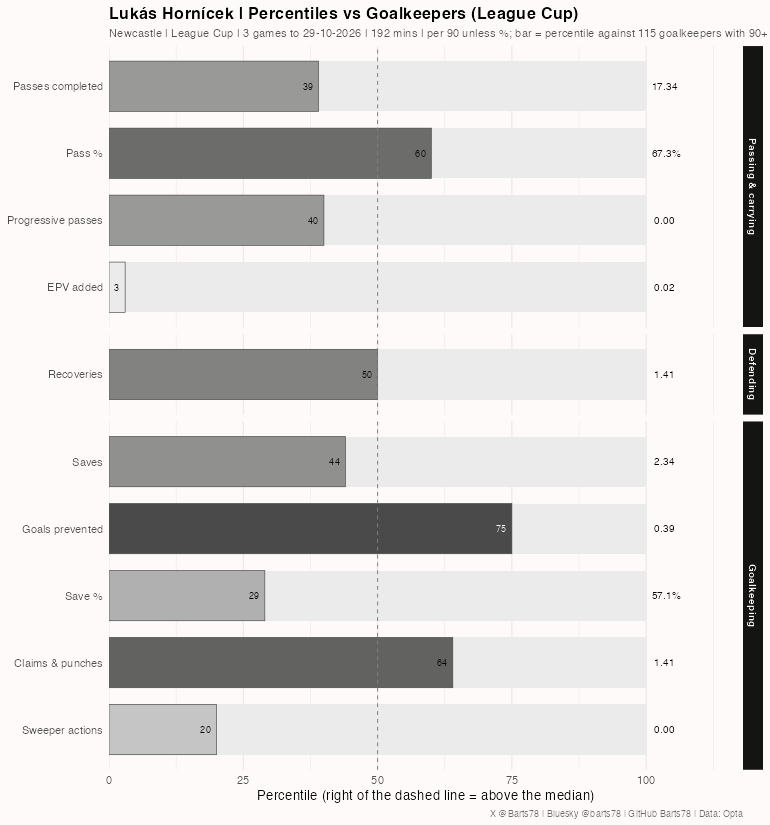 Lukás Hornícek | Percentiles vs Goalkeepers (League Cup)
Newcastle | League Cup | 3 games to 29-10-2026 | 192 mins | per 90 unless %; bar = percentile against 115 goalkeepers with 90+
Passing & carrying
Passes completed 39 17.34
Pass % 60 67.3%
Progressive passes 40 0.00
EPV added 3 0.02
Defending
Recoveries 50 1.41
Goalkeeping
Saves 44 2.34
Goals prevented 75 0.39
Save % 29 57.1%
Claims & punches 64 1.41
Sweeper actions 20 0.00
0 25 50 75 100
Percentile (right of the dashed line = above the median)
X @Barts78 | Bluesky @barts78 | GitHub Barts78 | Data: Opta